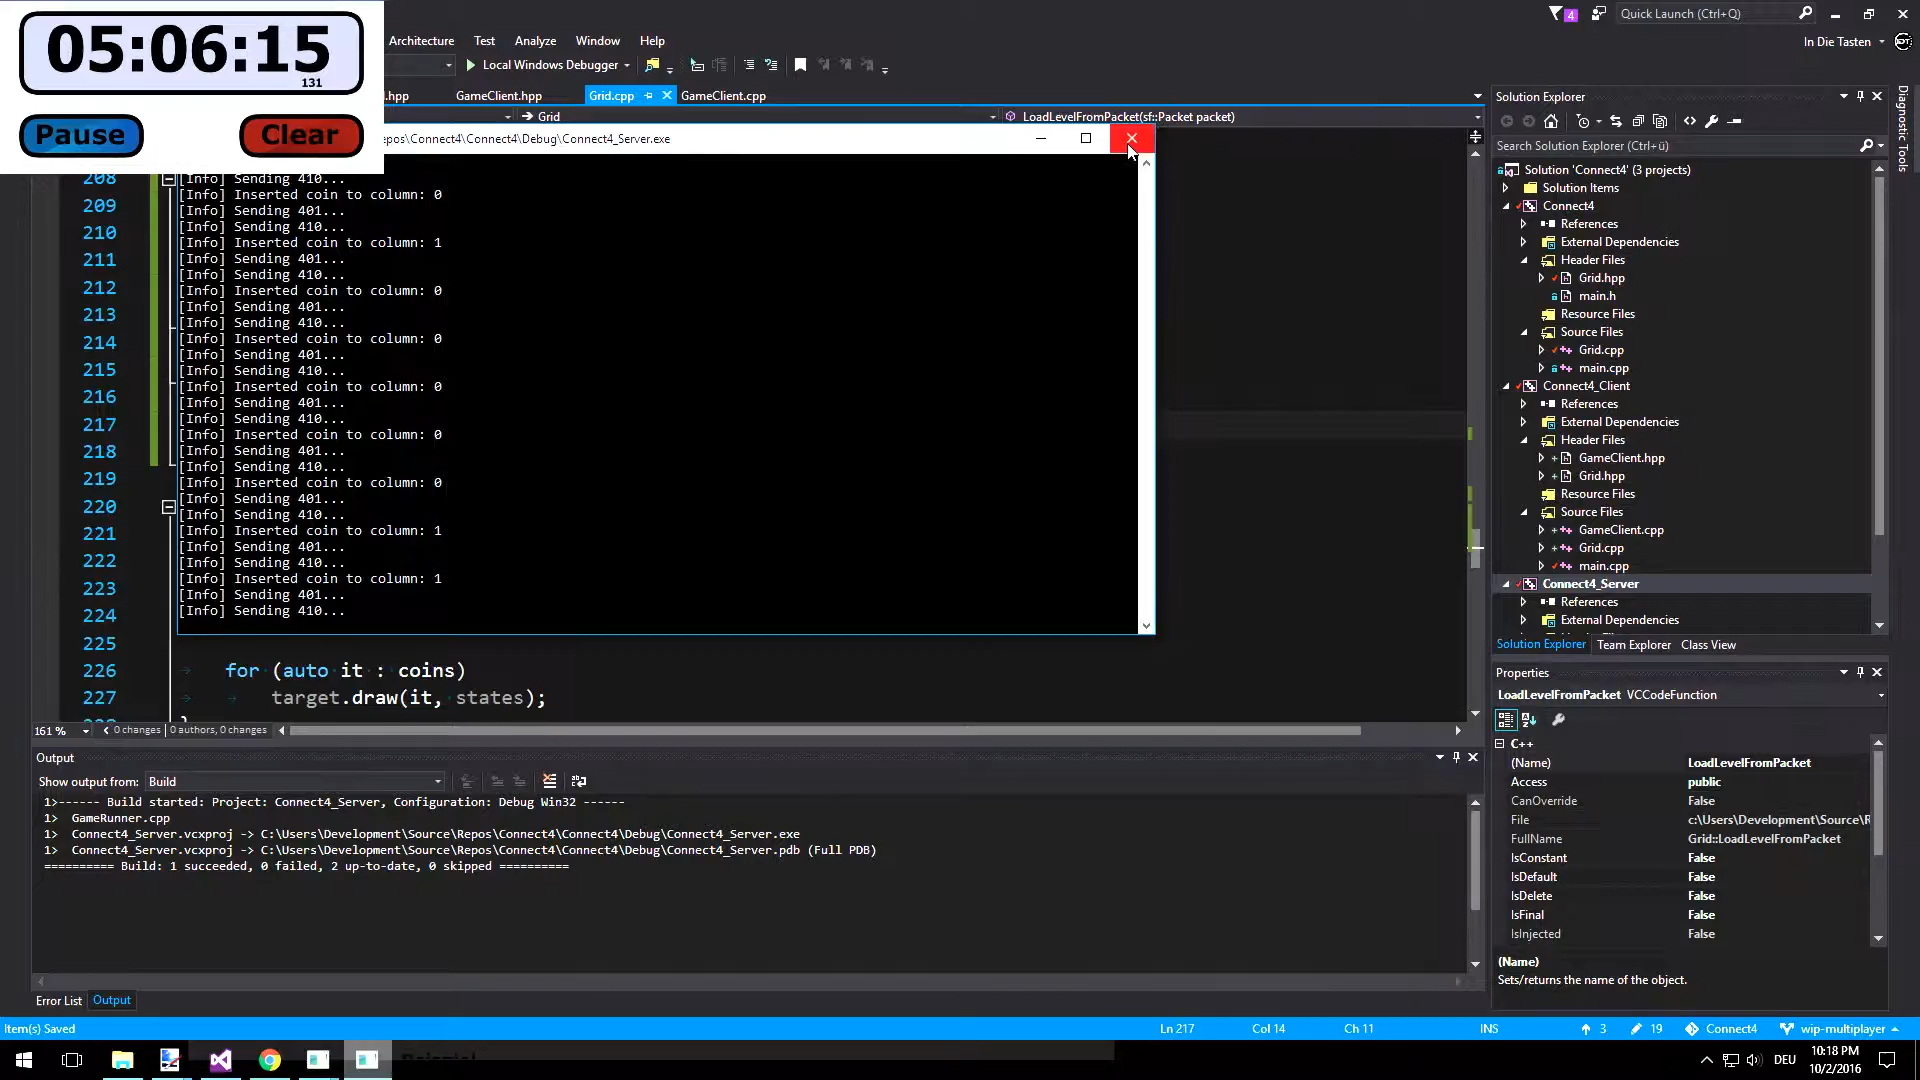 05:06:15
131
Pause
Clear
Architecture Test Analyze Window Help
4
Quick Launch (Ctrl+Q)
In Die Tasten
Local Windows Debugger
.hpp GameClient.hpp Grid.cpp GameClient.cpp
Grid
LoadLevelFromPacket(sf::Packet packet)
epos\Connect4\Connect4\Debug\Connect4_Server.exe
[Info] Sending 410...
[Info] Inserted coin to column: 0
[Info] Sending 401...
[Info] Sending 410...
[Info] Inserted coin to column: 1
[Info] Sending 401...
[Info] Sending 410...
[Info] Inserted coin to column: 0
[Info] Sending 401...
[Info] Sending 410...
[Info] Inserted coin to column: 0
[Info] Sending 401...
[Info] Sending 410...
[Info] Inserted coin to column: 0
[Info] Sending 401...
[Info] Sending 410...
[Info] Inserted coin to column: 0
[Info] Sending 401...
[Info] Sending 410...
[Info] Inserted coin to column: 0
[Info] Sending 401...
[Info] Sending 410...
[Info] Inserted coin to column: 1
[Info] Sending 401...
[Info] Sending 410...
[Info] Inserted coin to column: 1
[Info] Sending 401...
[Info] Sending 410...
208
209
210
211
212
213
214
215
216
217
218
219
220
221
222
223
224
225
226 for (auto it : coins)
227 target.draw(it, states);
161 % 0 changes | 0 authors, 0 changes
Output
Show output from: Build
1>------ Build started: Project: Connect4_Server, Configuration: Debug Win32 ------
1> GameRunner.cpp
1> Connect4_Server.vcxproj -> C:\Users\Development\Source\Repos\Connect4\Connect4\Debug\Connect4_Server.exe
1> Connect4_Server.vcxproj -> C:\Users\Development\Source\Repos\Connect4\Connect4\Debug\Connect4_Server.pdb (Full PDB)
========== Build: 1 succeeded, 0 failed, 2 up-to-date, 0 skipped ==========
Error List Output
Solution Explorer
Search Solution Explorer (Ctrl+ü)
Solution 'Connect4' (3 projects)
Solution Items
Connect4
References
External Dependencies
Header Files
Grid.hpp
main.h
Resource Files
Source Files
Grid.cpp
main.cpp
Connect4_Client
References
External Dependencies
Header Files
GameClient.hpp
Grid.hpp
Resource Files
Source Files
GameClient.cpp
Grid.cpp
main.cpp
Connect4_Server
References
External Dependencies
Solution Explorer Team Explorer Class View
Diagnostic Tools
Properties
LoadLevelFromPacket VCCodeFunction
C++
(Name) LoadLevelFromPacket
Access public
CanOverride False
File c:\Users\Development\Source\R
FullName Grid::LoadLevelFromPacket
IsConstant False
IsDefault False
IsDelete False
IsFinal False
IsInjected False
(Name)
Sets/returns the name of the object.
Item(s) Saved Ln 217 Col 14 Ch 11 INS 3 19 Connect4 wip-multiplayer
DEU
10:18 PM
10/2/2016